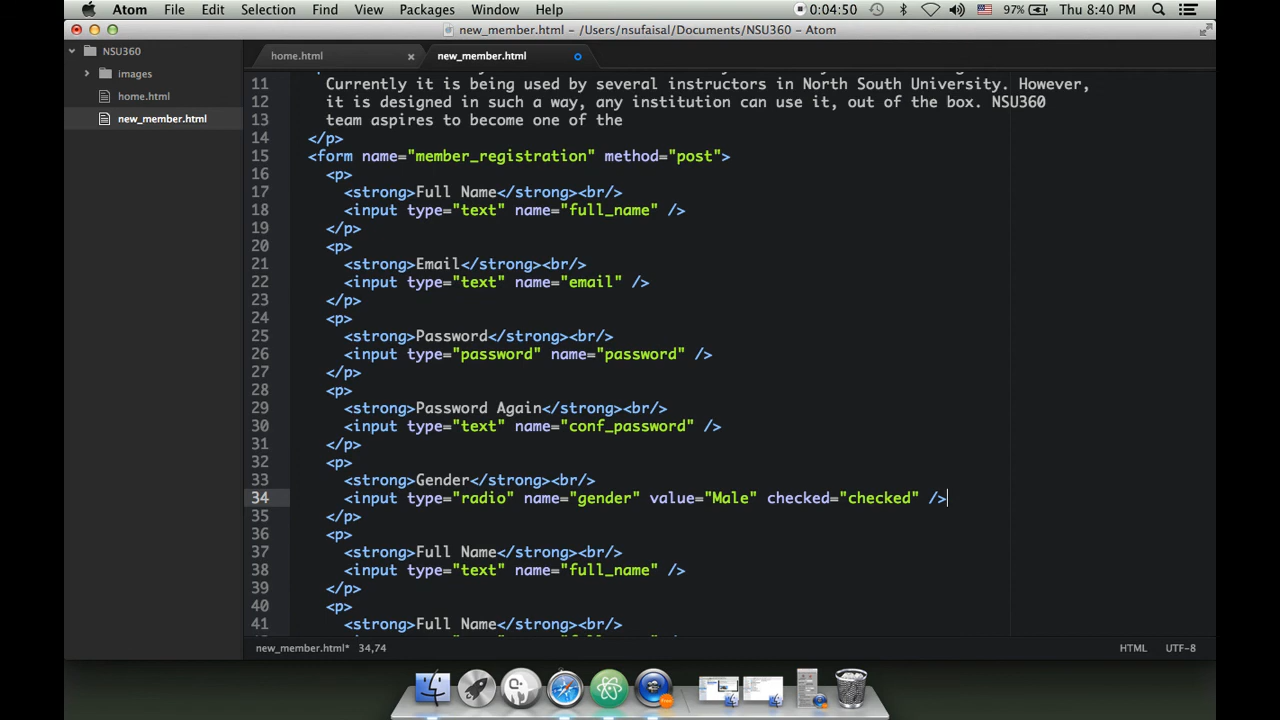 Atom File Edit Selection Find View Packages Window Help 0:04:50 97% Thu 8:40 PM
new_member.html - /Users/nsufaisal/Documents/NSU360 - Atom
NSU360
images
home.html
new_member.html
home.html new_member.html
11 Currently it is being used by several instructors in North South University. However,
12 it is designed in such a way, any institution can use it, out of the box. NSU360
13 team aspires to become one of the
14 </p>
15 <form name="member_registration" method="post">
16 <p>
17 <strong>Full Name</strong><br/>
18 <input type="text" name="full_name" />
19 </p>
20 <p>
21 <strong>Email</strong><br/>
22 <input type="text" name="email" />
23 </p>
24 <p>
25 <strong>Password</strong><br/>
26 <input type="password" name="password" />
27 </p>
28 <p>
29 <strong>Password Again</strong><br/>
30 <input type="text" name="conf_password" />
31 </p>
32 <p>
33 <strong>Gender</strong><br/>
34 <input type="radio" name="gender" value="Male" checked="checked" />
35 </p>
36 <p>
37 <strong>Full Name</strong><br/>
38 <input type="text" name="full_name" />
39 </p>
40 <p>
41 <strong>Full Name</strong><br/>
new_member.html* 34,74 HTML UTF-8